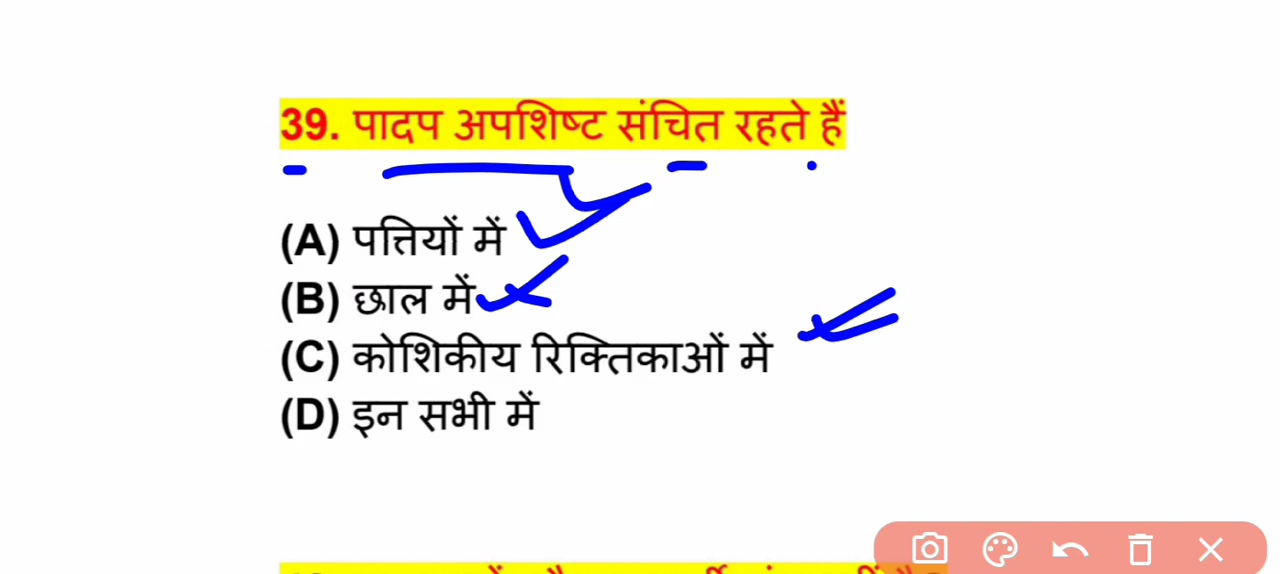 39. पादप अपशिष्ट संचित रहते हैं
(A) पत्तियों में
(B) छाल में
(C) कोशिकीय रिक्तिकाओं में
(D) इन सभी में